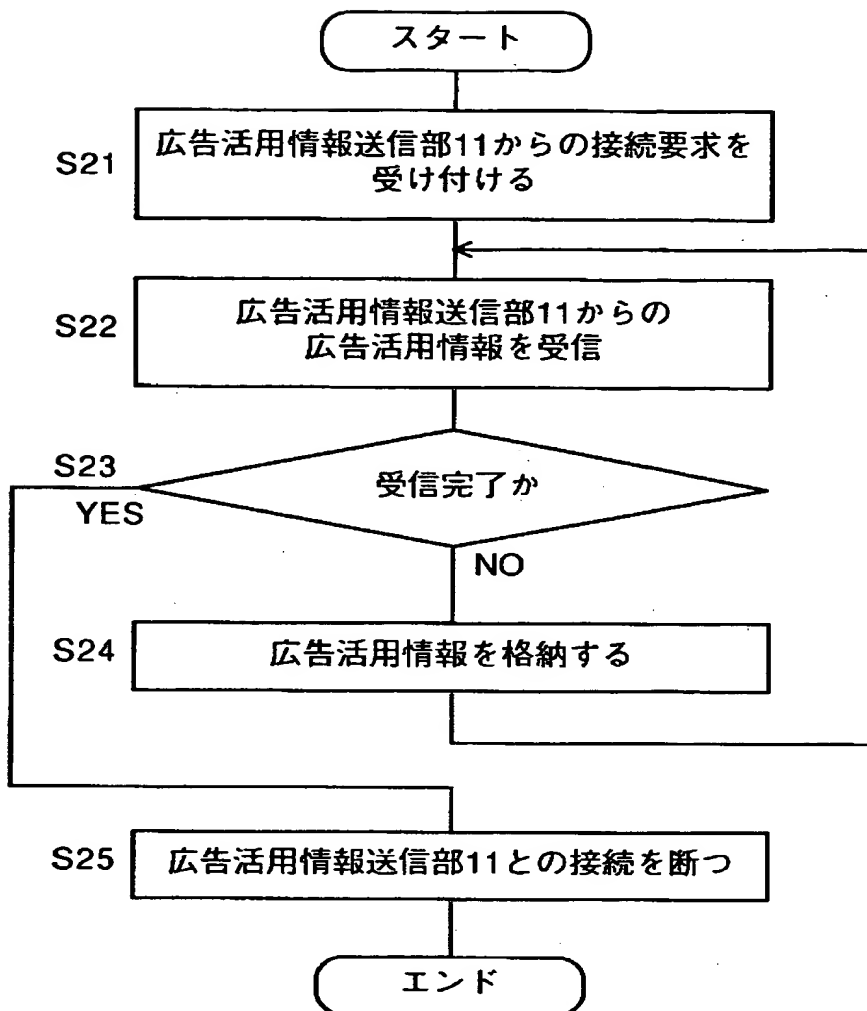 スタート
S21
広告活用情報送信部11からの接続要求を
受け付ける
S22
広告活用情報送信部11からの
広告活用情報を受信
S23
受信完了か
YES
NO
S24
広告活用情報を格納する
S25
広告活用情報送信部11との接続を断つ
エンド